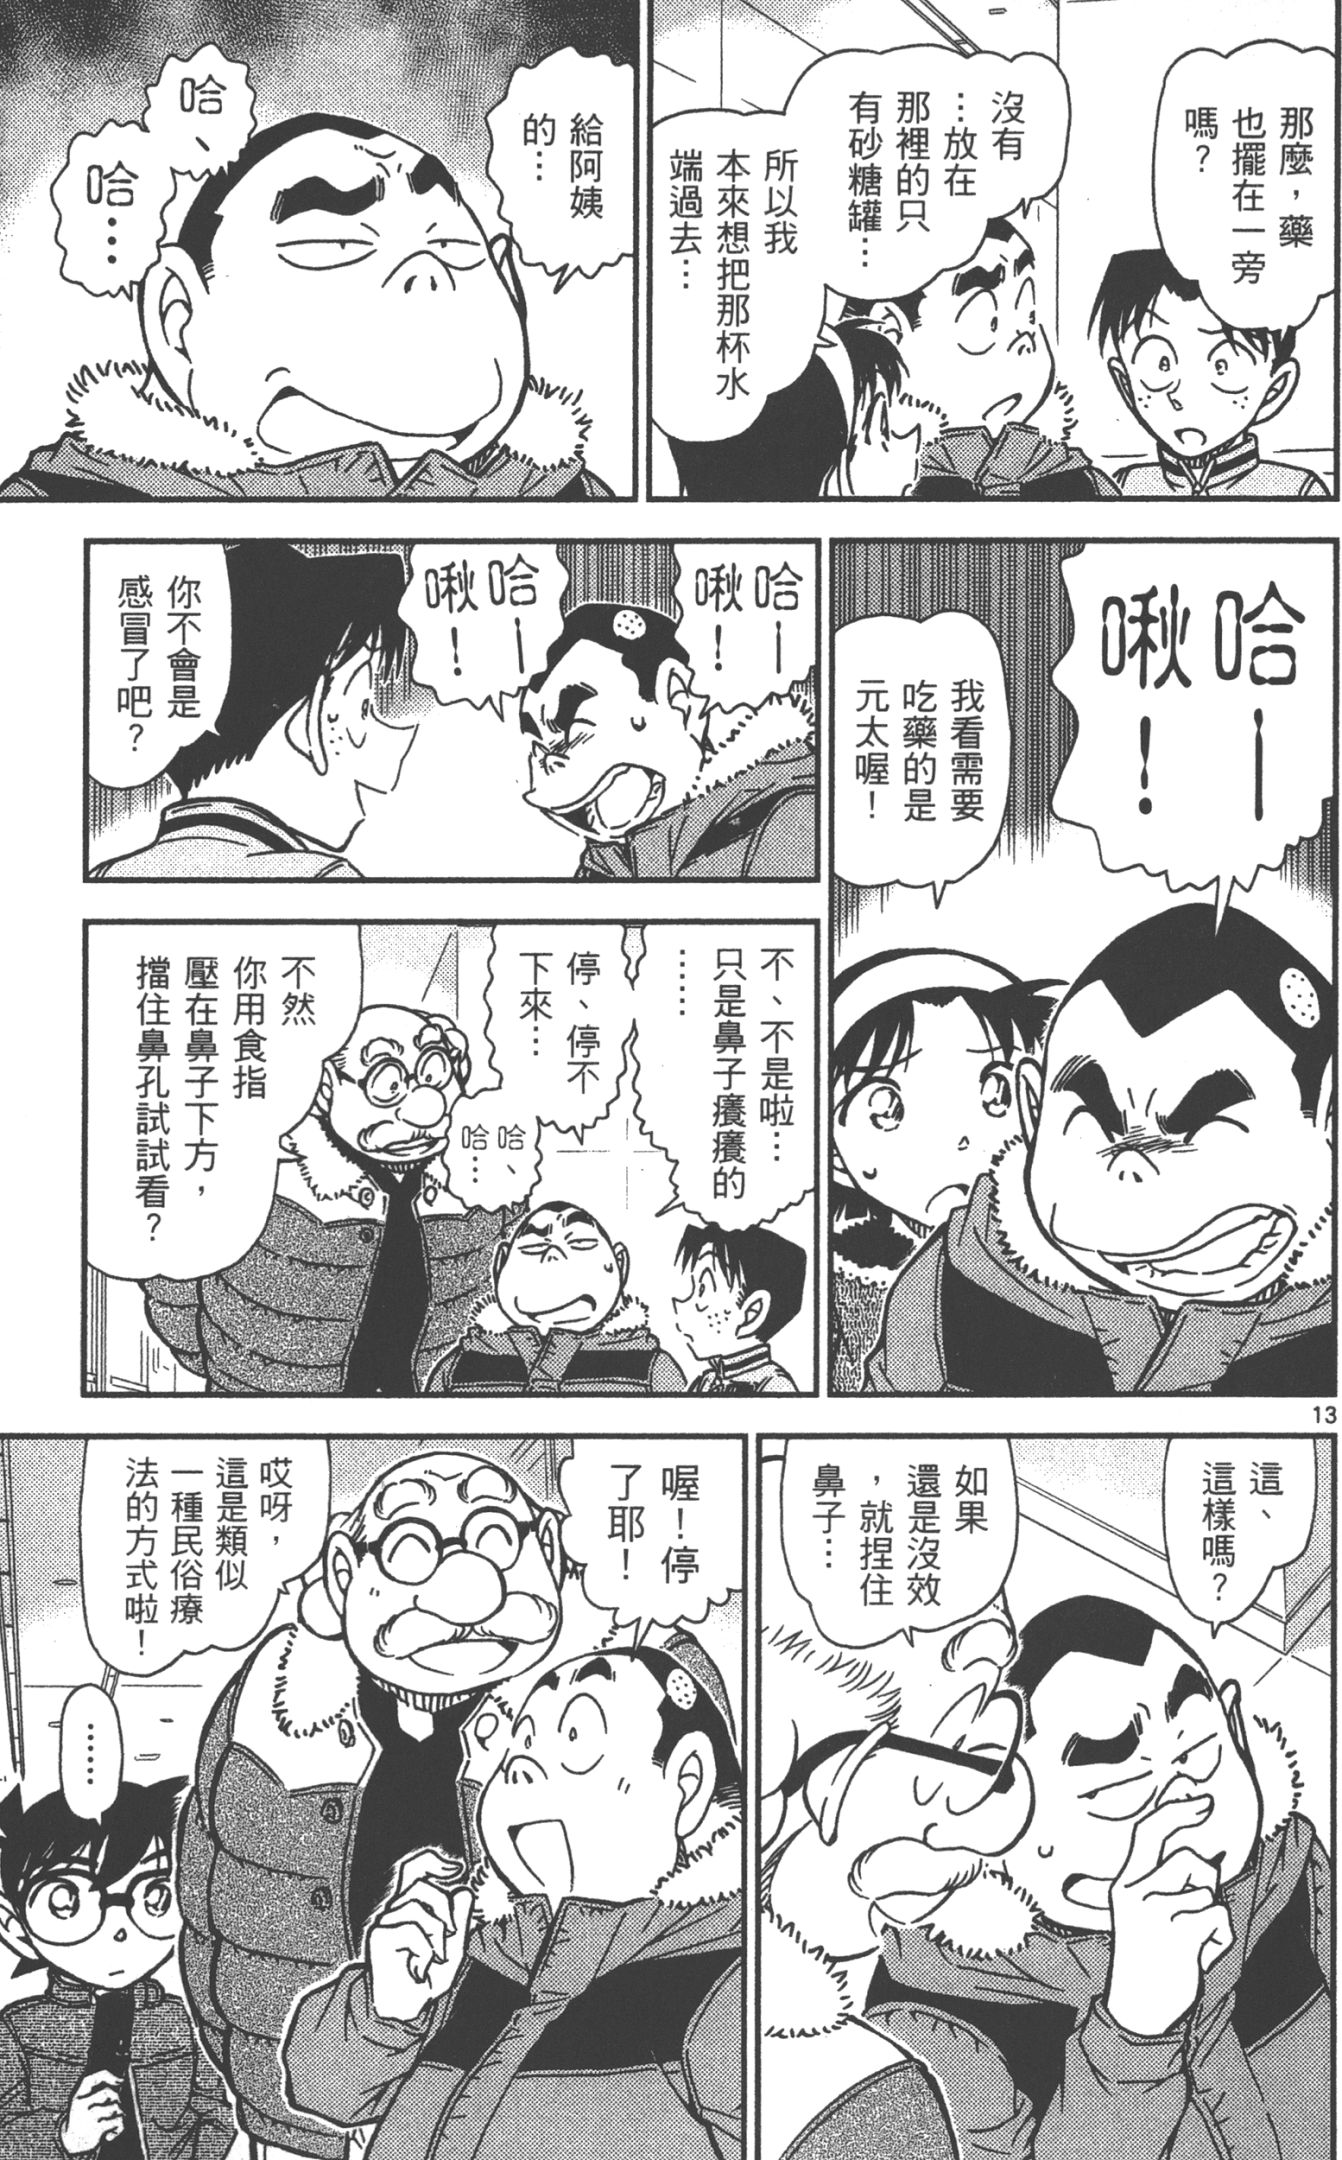 那麼，藥
也擺在一旁
嗎？
沒有
…放在
那裡的只
有砂糖罐…
所以我
本來想把那杯水
端過去…
給阿姨
的…
哈、
哈…
哈—
啾！
我看需要
吃藥的是
元太喔！
哈—
啾！
哈—
啾！
你不會是
感冒了吧？
不、不是啦…
只是鼻子癢癢的
……
停、停不
下來…
哈、
哈…
不然
你用食指
壓在鼻子下方，
擋住鼻孔試試看？
13
這、
這樣嗎？
如果
還是沒效
，就捏住
鼻子…
喔！停
了耶！
哎呀，
這是類似
一種民俗療
法的方式啦！
……